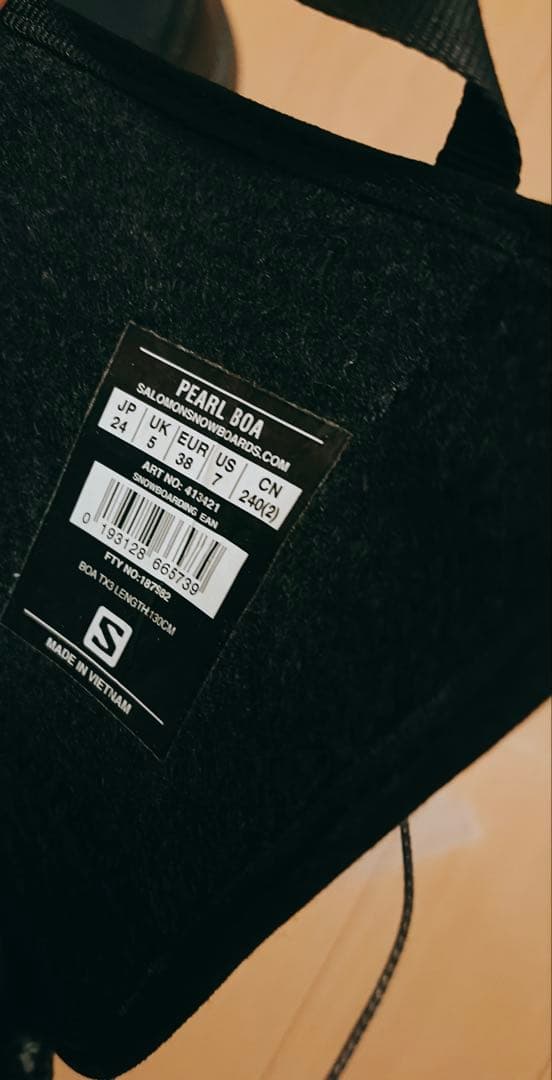 PEARL BOA
SALOMONSNOWBOARDS.COM
JP UK EUR US CN
24 5 38 7 240(2)
ART NO: 413421
SNOWBOARDING EAN
0 193128 665739
FTY NO:187982
BOA TX3 LENGTH:130CM
S
MADE IN VIETNAM